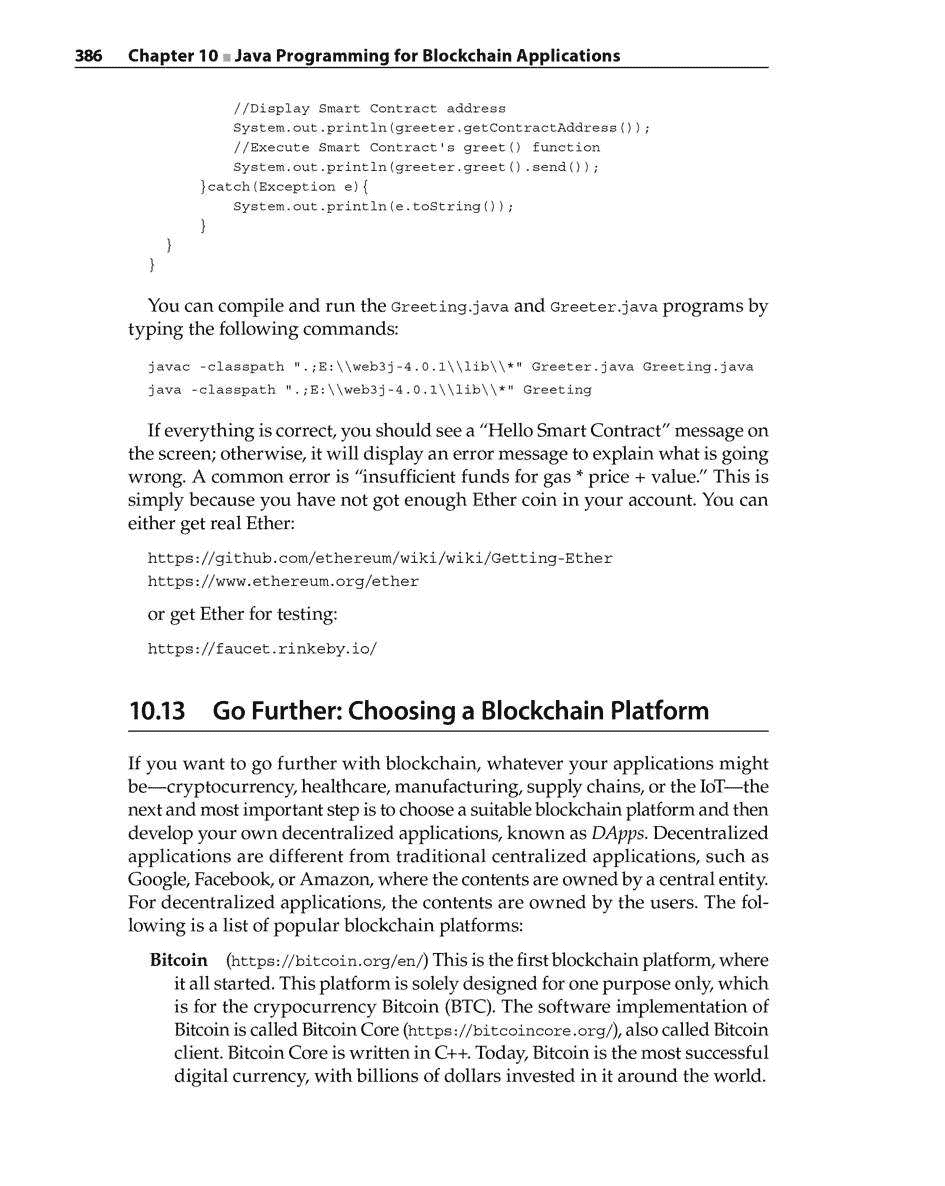 386 Chapter 10 ■ Java Programming for Blockchain Applications
//Display Smart Contract address
System.out.println(greeter.getContractAddress());
//Execute Smart Contract's greet() function
System.out.println(greeter.greet().send());
}catch(Exception e){
System.out.println(e.toString());
}
}
}
You can compile and run the Greeting.java and Greeter.java programs by
typing the following commands:
javac -classpath ".;E:\\web3j-4.0.1\\lib\\*" Greeter.java Greeting.java
java -classpath ".;E:\\web3j-4.0.1\\lib\\*" Greeting
If everything is correct, you should see a “Hello Smart Contract” message on
the screen; otherwise, it will display an error message to explain what is going
wrong. A common error is “insufficient funds for gas * price + value.” This is
simply because you have not got enough Ether coin in your account. You can
either get real Ether:
https://github.com/ethereum/wiki/wiki/Getting-Ether
https://www.ethereum.org/ether
or get Ether for testing:
https://faucet.rinkeby.io/
10.13 Go Further: Choosing a Blockchain Platform
If you want to go further with blockchain, whatever your applications might
be—cryptocurrency, healthcare, manufacturing, supply chains, or the IoT—the
next and most important step is to choose a suitable blockchain platform and then
develop your own decentralized applications, known as DApps. Decentralized
applications are different from traditional centralized applications, such as
Google, Facebook, or Amazon, where the contents are owned by a central entity.
For decentralized applications, the contents are owned by the users. The fol-
lowing is a list of popular blockchain platforms:
Bitcoin (https://bitcoin.org/en/) This is the first blockchain platform, where
it all started. This platform is solely designed for one purpose only, which
is for the crypocurrency Bitcoin (BTC). The software implementation of
Bitcoin is called Bitcoin Core (https://bitcoincore.org/), also called Bitcoin
client. Bitcoin Core is written in C++. Today, Bitcoin is the most successful
digital currency, with billions of dollars invested in it around the world.